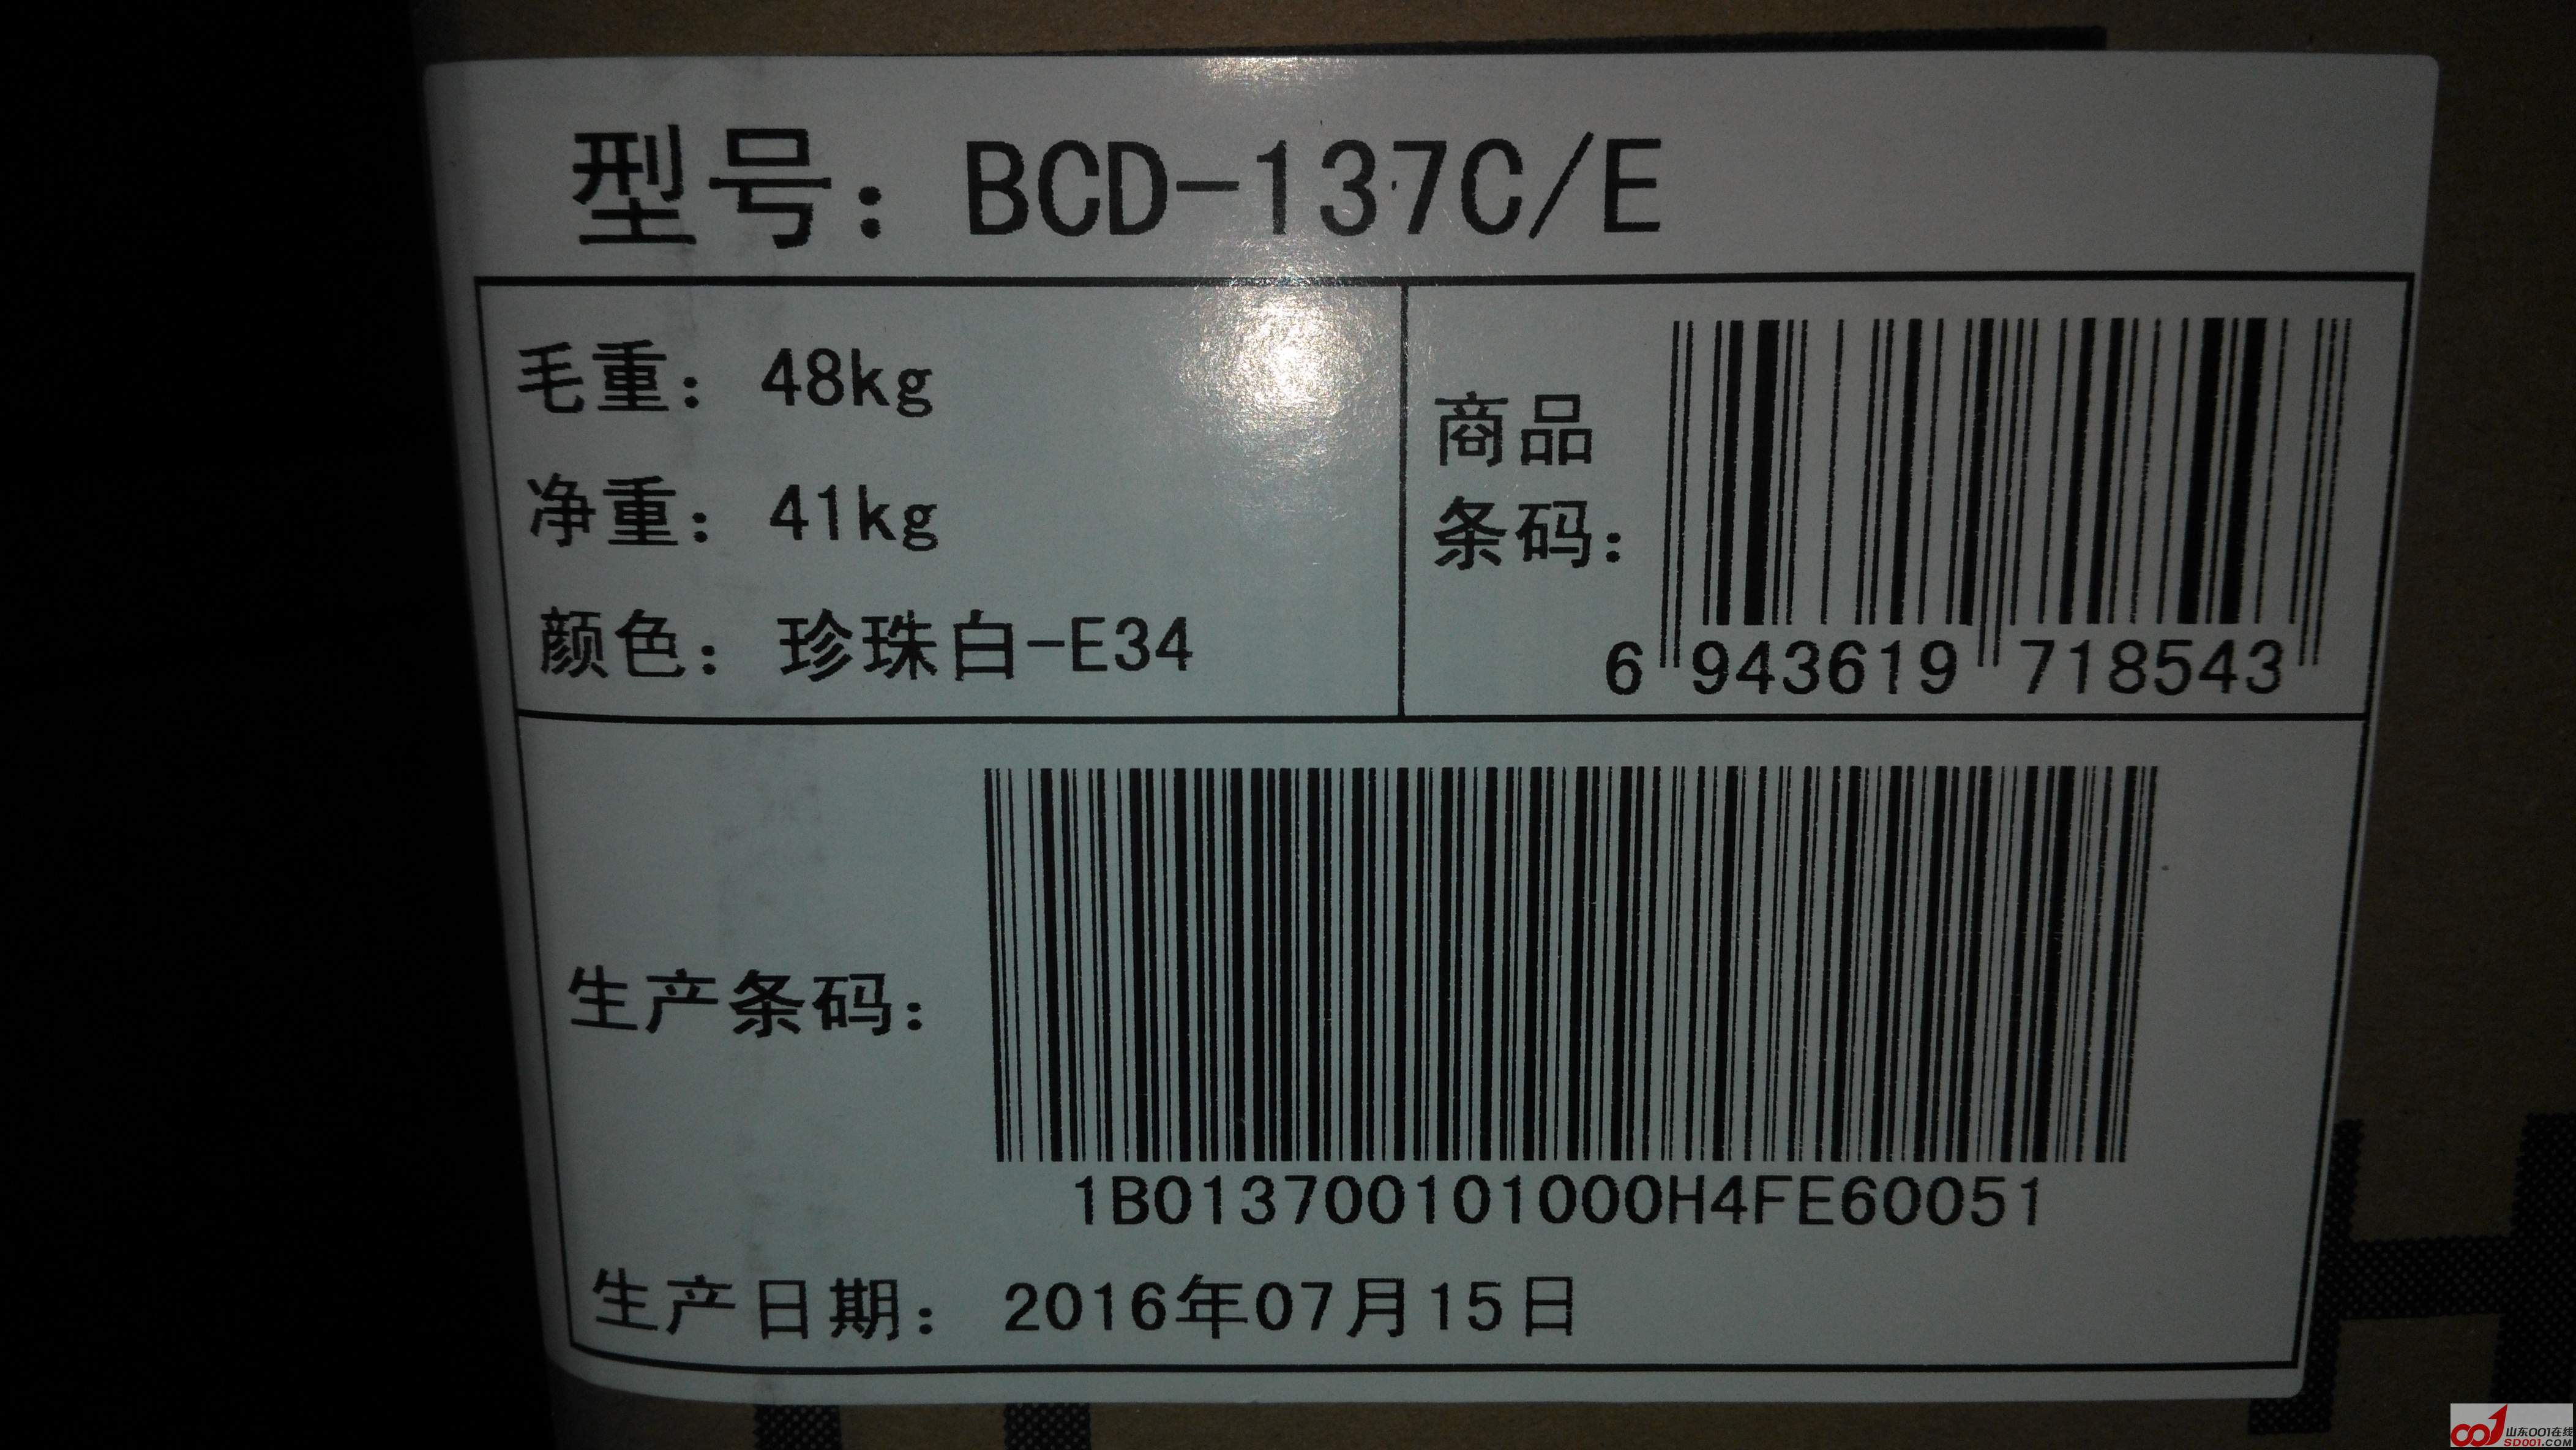 型号：BCD-137C/E
毛重：48kg
净重：41kg
颜色：珍珠白-E34
商品
条码：
6 943619 718543
生产条码：
1B013700101000H4FE60051
生产日期：2016年07月15日
山东001在线
SD001.COM